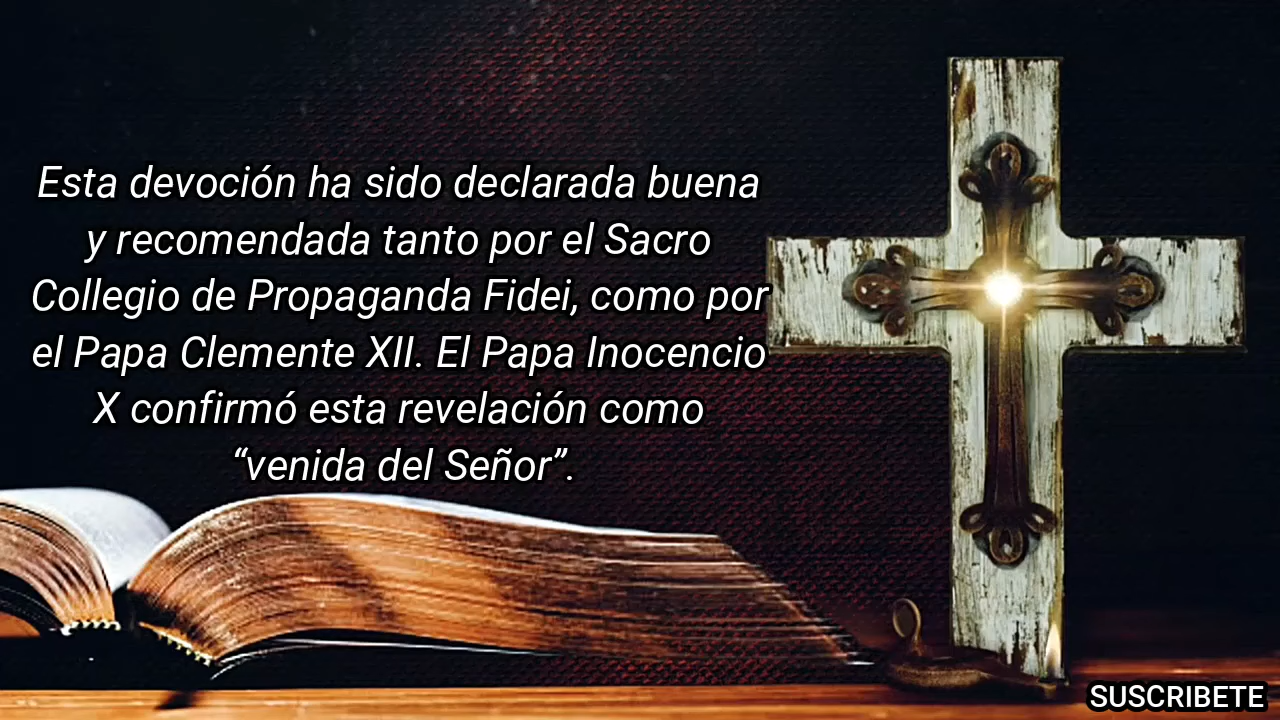 Esta devoción ha sido declarada buena
y recomendada tanto por el Sacro
Collegio de Propaganda Fidei, como por
el Papa Clemente XII. El Papa Inocencio
X confirmó esta revelación como
“venida del Señor”.
SUSCRIBETE